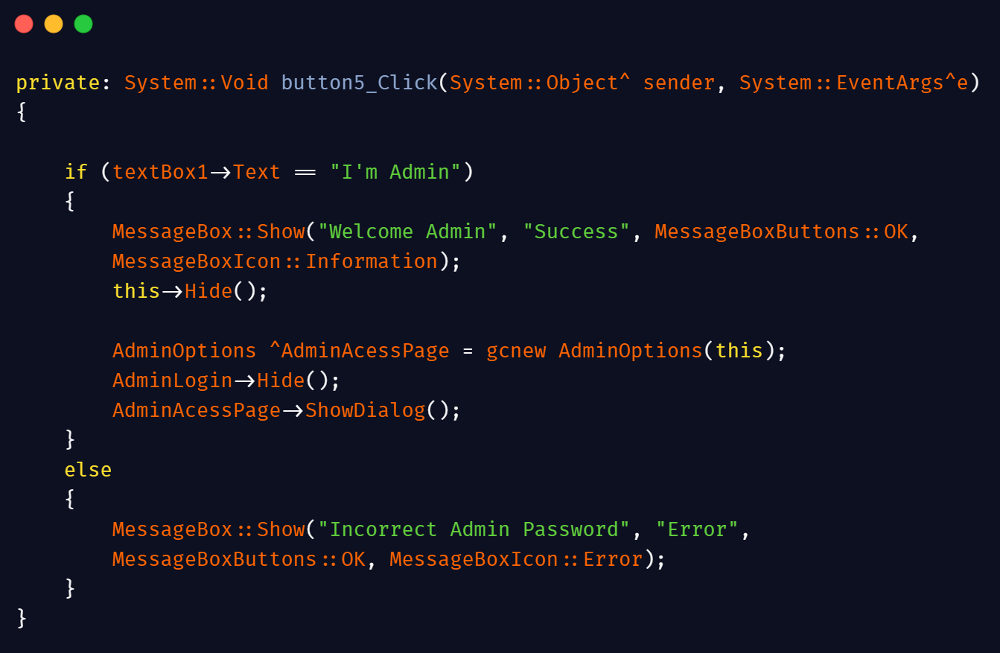 private: System::Void button5_Click(System::Object^ sender, System::EventArgs^e)
{
if (textBox1->Text == "I'm Admin")
{
MessageBox::Show("Welcome Admin", "Success", MessageBoxButtons::OK,
MessageBoxIcon::Information);
this->Hide();
AdminOptions ^AdminAcessPage = gcnew AdminOptions(this);
AdminLogin->Hide();
AdminAcessPage->ShowDialog();
}
else
{
MessageBox::Show("Incorrect Admin Password", "Error",
MessageBoxButtons::OK, MessageBoxIcon::Error);
}
}